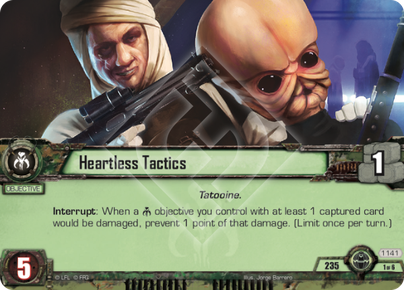 Heartless Tactics
1
OBJECTIVE
Tatooine.
Interrupt: When a objective you control with at least 1 captured card
would be damaged, prevent 1 point of that damage. (Limit once per turn.)
5
© LFL © FFG
Illus. Jorge Barrero
235
1141
1 of 6